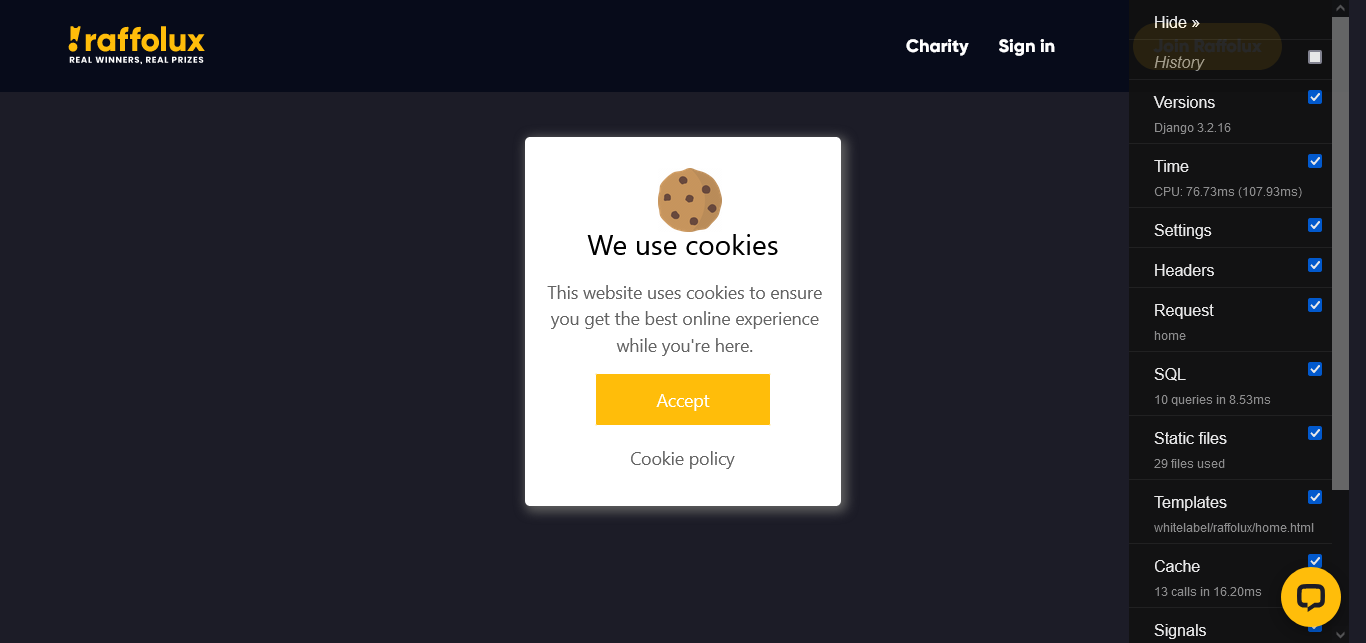 raffolux
REAL WINNERS, REAL PRIZES
Charity
Sign in
Join Raffolux
Hide »
History
Versions
Django 3.2.16
Time
CPU: 76.73ms (107.93ms)
Settings
Headers
Request
home
SQL
10 queries in 8.53ms
Static files
29 files used
Templates
whitelabel/raffolux/home.html
Cache
13 calls in 16.20ms
Signals
We use cookies
This website uses cookies to ensure
you get the best online experience
while you're here.
Accept
Cookie policy